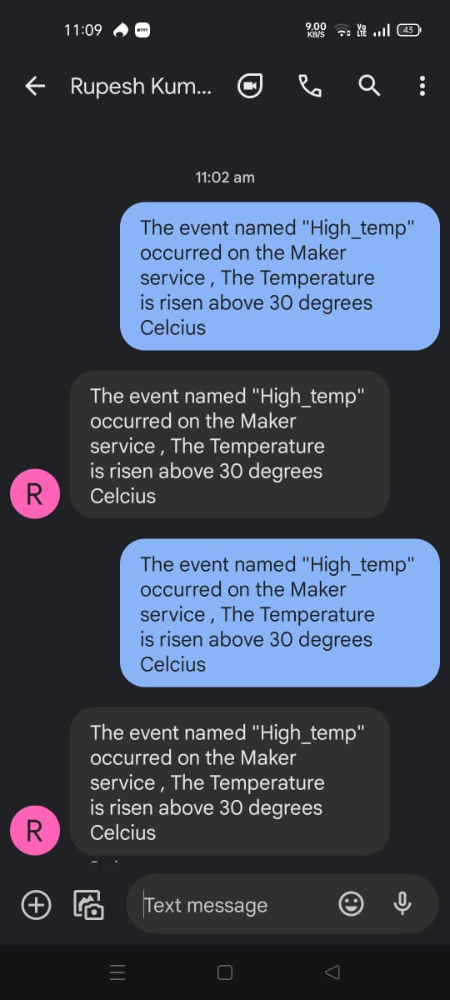 11:09
9.00 KB/S
Vo LTE
43
Rupesh Kum...
11:02 am
The event named "High_temp"
occurred on the Maker
service , The Temperature
is risen above 30 degrees
Celcius
The event named "High_temp"
occurred on the Maker
service , The Temperature
is risen above 30 degrees
Celcius
R
The event named "High_temp"
occurred on the Maker
service , The Temperature
is risen above 30 degrees
Celcius
The event named "High_temp"
occurred on the Maker
service , The Temperature
is risen above 30 degrees
Celcius
R
5 min
Text message